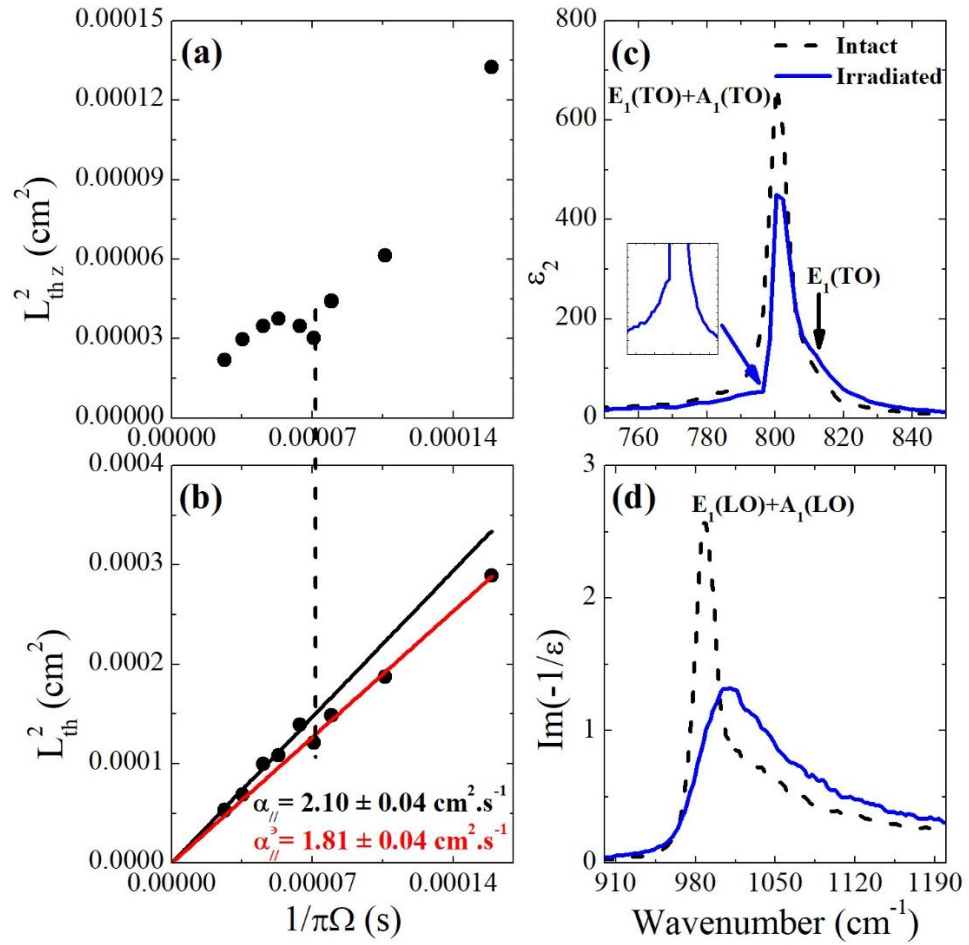 (a)
0.00015
0.00012
0.00009
0.00006
0.00003
0.00000
L²th z (cm²)
0.00000 0.00007 0.00014
(b)
0.0004
0.0003
0.0002
0.0001
0.0000
L²th (cm²)
α//= 2.10 ± 0.04 cm².s⁻¹
α//ᵊ= 1.81 ± 0.04 cm².s⁻¹
0.00000 0.00007 0.00014
1/πΩ (s)
(c)
Intact
Irradiated
E₁(TO)+A₁(TO)
E₁(TO)
800
600
400
200
0
ε₂
760 780 800 820 840
(d)
E₁(LO)+A₁(LO)
3
2
1
0
Im(-1/ε)
910 980 1050 1120 1190
Wavenumber (cm⁻¹)